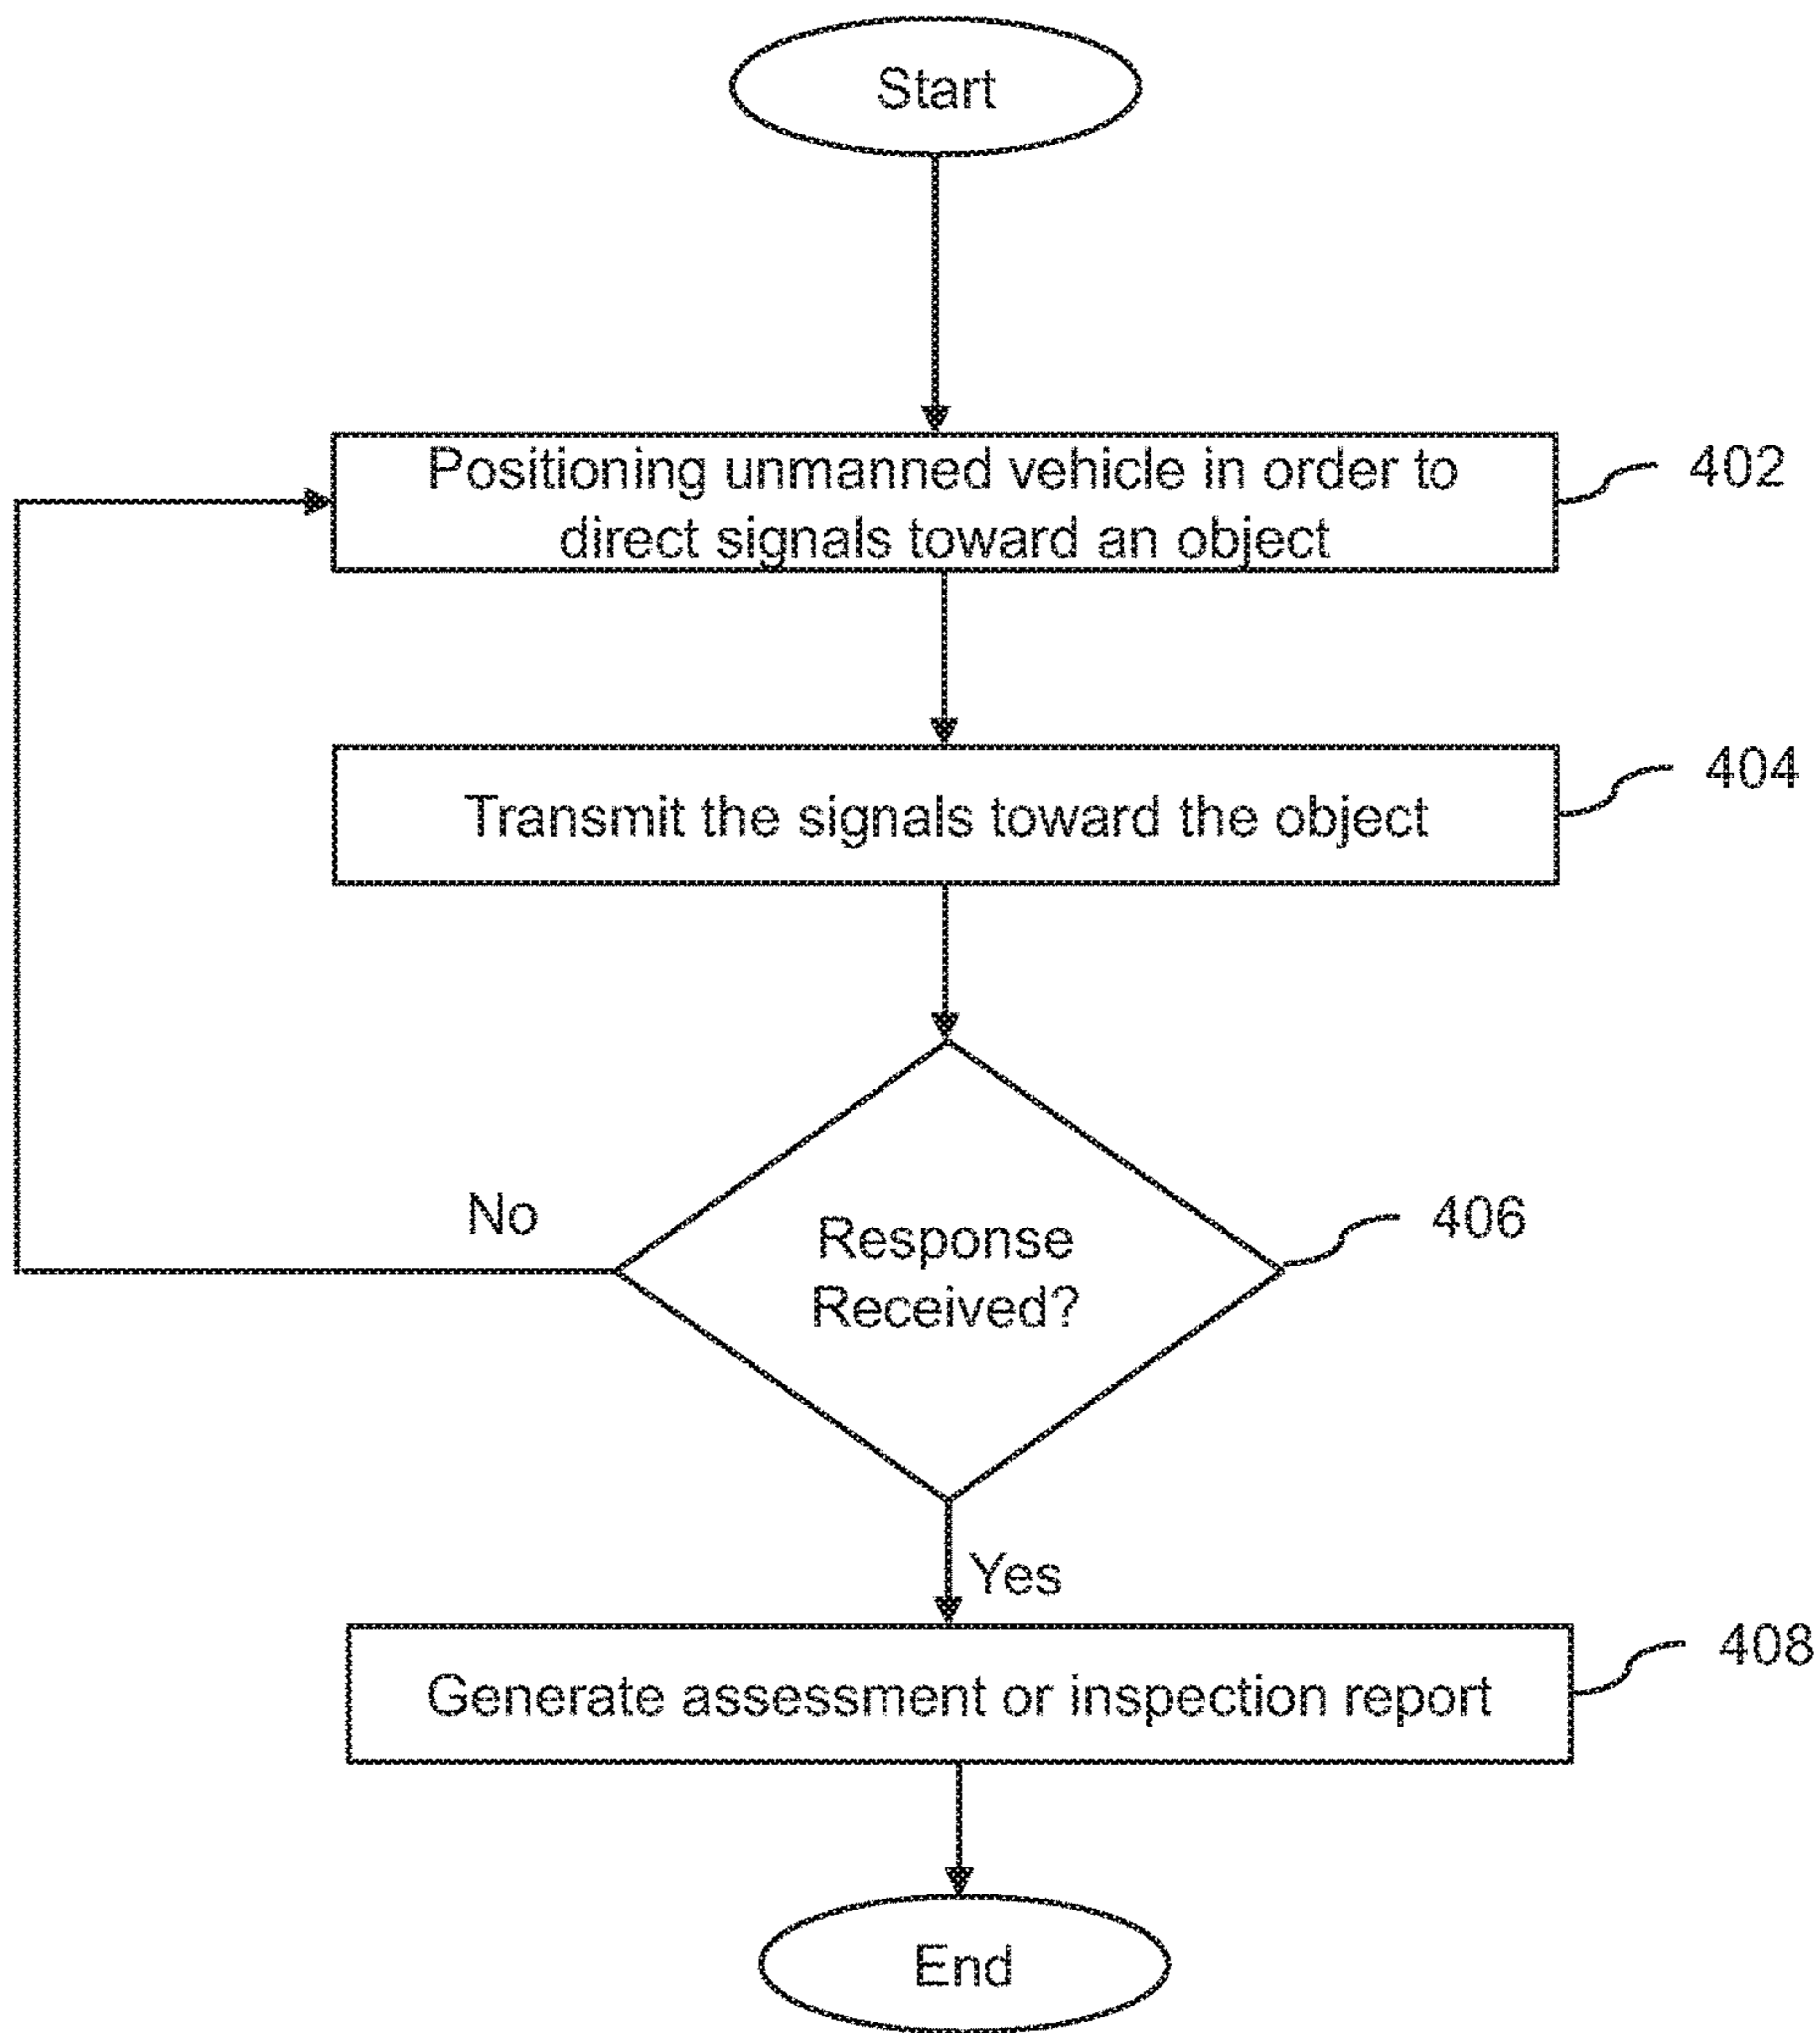 Start
Positioning unmanned vehicle in order to
direct signals toward an object
402
Transmit the signals toward the object
404
No
Response
Received?
406
Yes
Generate assessment or inspection report
408
End